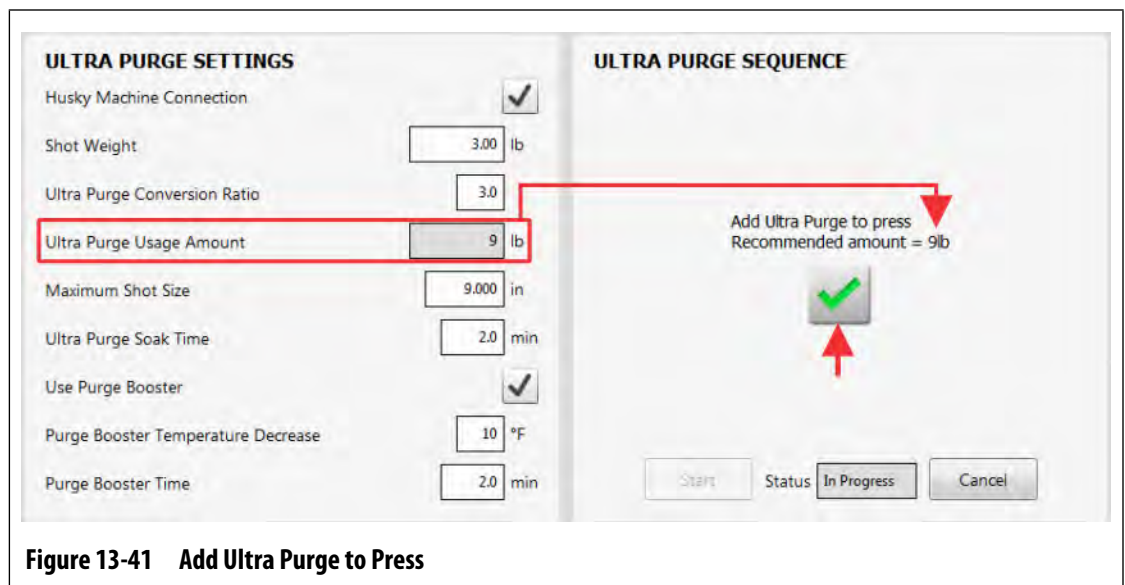 ULTRA PURGE SETTINGS
Husky Machine Connection
Shot Weight 3.00 lb
Ultra Purge Conversion Ratio 3.0
Ultra Purge Usage Amount 9 lb
Maximum Shot Size 9.000 in
Ultra Purge Soak Time 2.0 min
Use Purge Booster
Purge Booster Temperature Decrease 10 °F
Purge Booster Time 2.0 min
ULTRA PURGE SEQUENCE
Add Ultra Purge to press
Recommended amount = 9lb
Start Status In Progress Cancel
Figure 13-41 Add Ultra Purge to Press